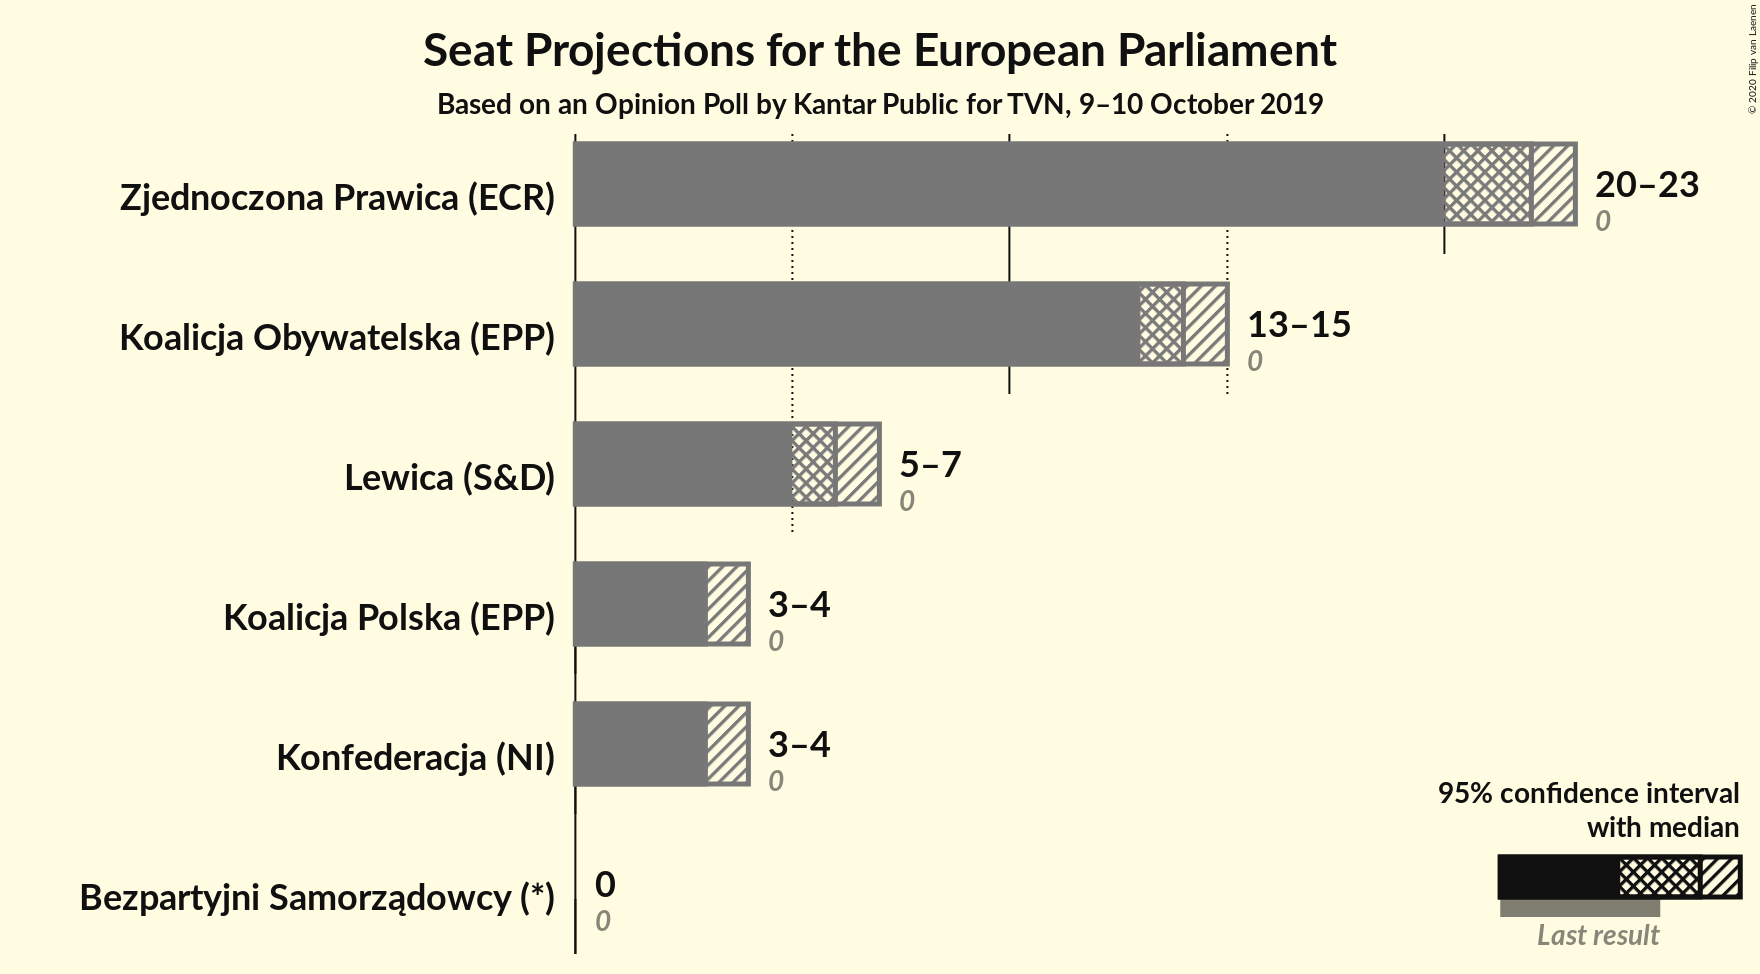 Seat Projections for the European Parliament
Based on an Opinion Poll by Kantar Public for TVN, 9–10 October 2019
© 2020 Filip van Laenen
Zjednoczona Prawica (ECR)
20–23
0
Koalicja Obywatelska (EPP)
13–15
0
Lewica (S&D)
5–7
0
Koalicja Polska (EPP)
3–4
0
Konfederacja (NI)
3–4
0
Bezpartyjni Samorządowcy (*)
0
0
95% confidence interval
with median
Last result